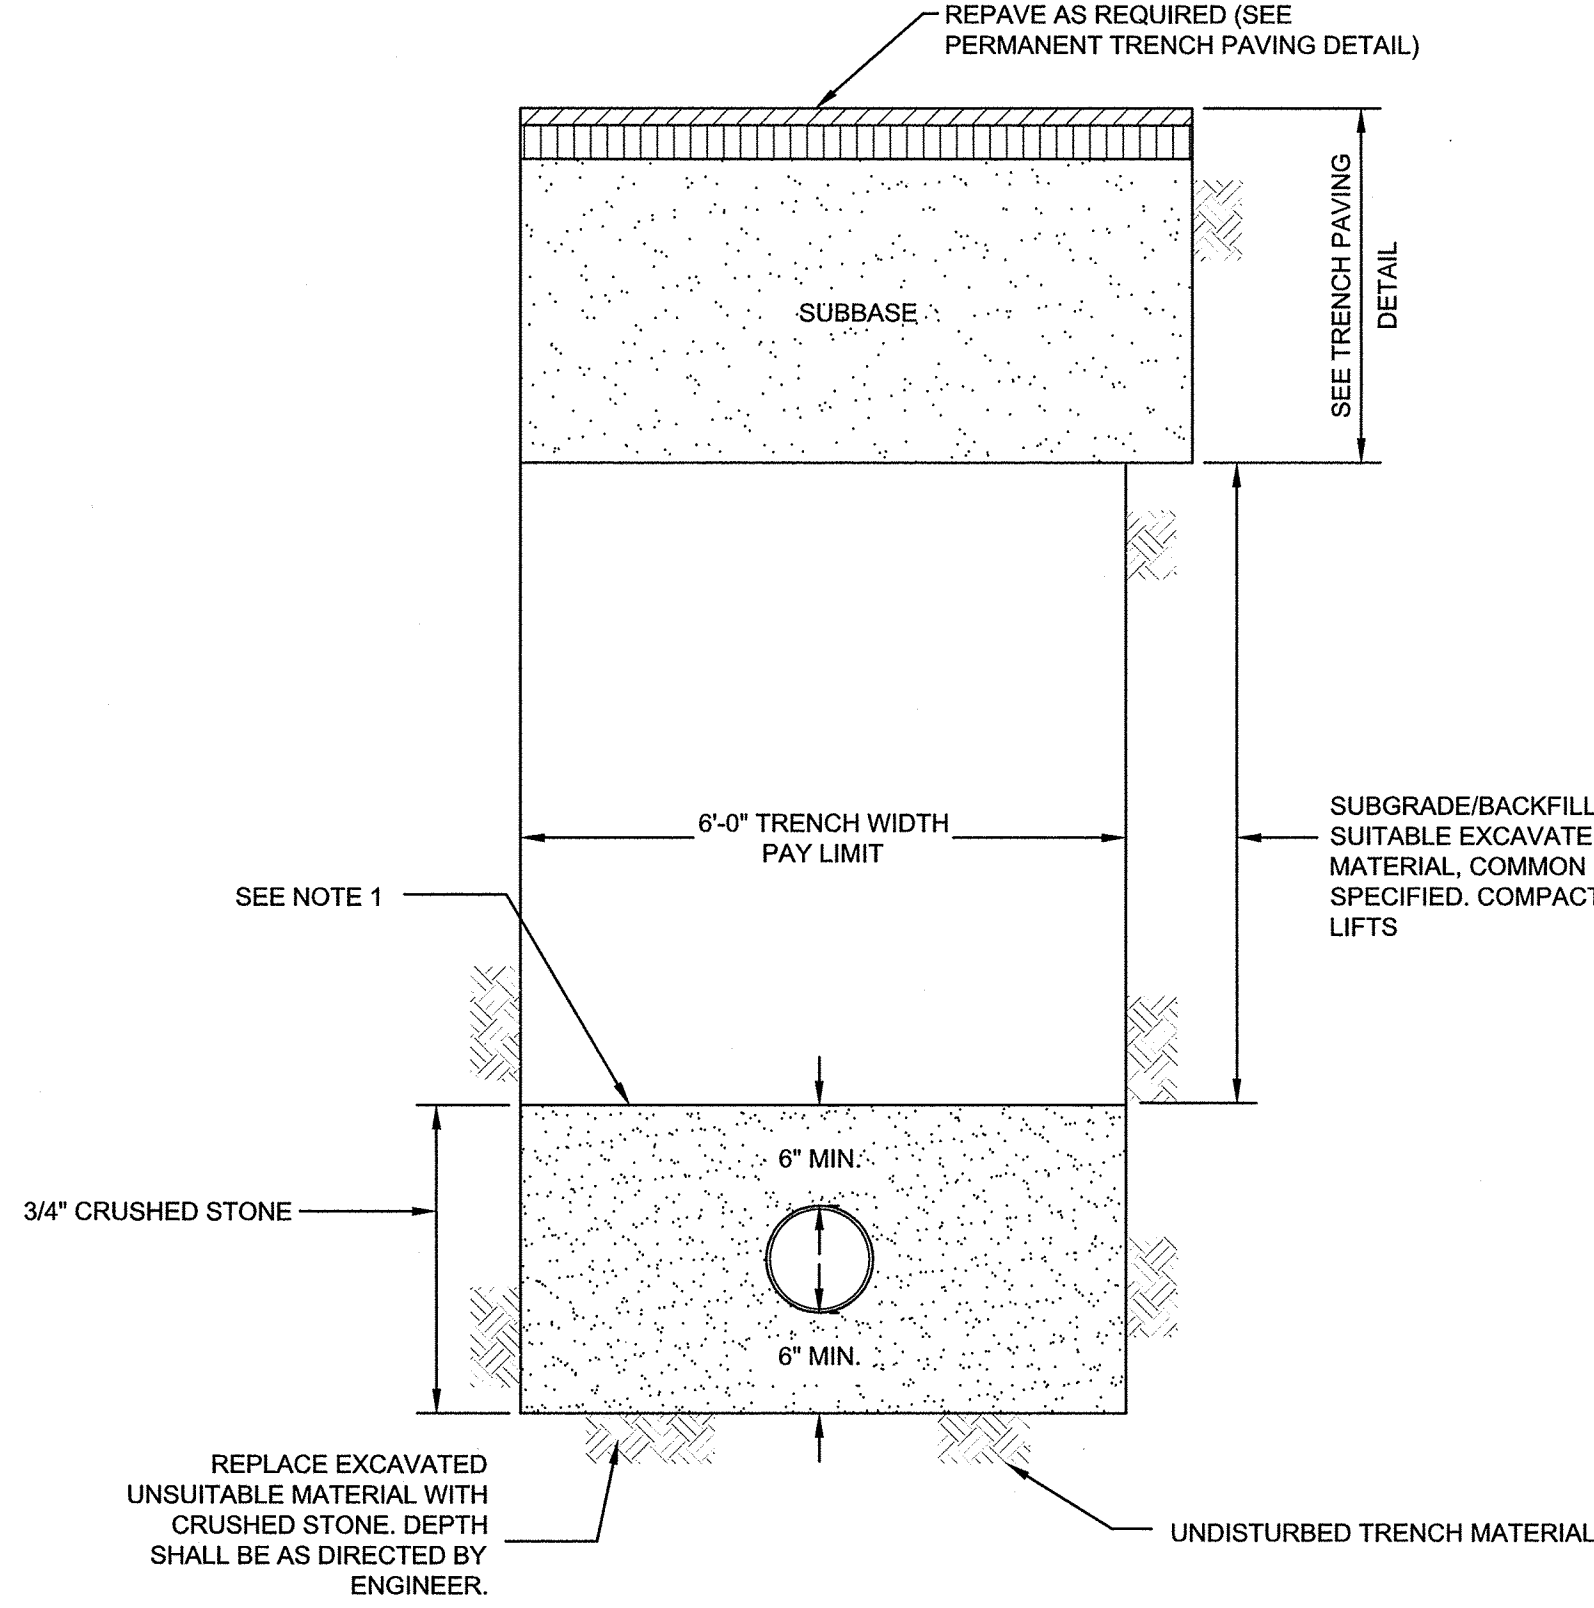 REPAVE AS REQUIRED (SEE
PERMANENT TRENCH PAVING DETAIL)
SEE TRENCH PAVING
DETAIL
SUBBASE
6'-0" TRENCH WIDTH
PAY LIMIT
SUBGRADE/BACKFILL
SUITABLE EXCAVATE
MATERIAL, COMMON
SPECIFIED. COMPACT
LIFTS
SEE NOTE 1
6" MIN.
3/4" CRUSHED STONE
6" MIN.
REPLACE EXCAVATED
UNSUITABLE MATERIAL WITH
CRUSHED STONE. DEPTH
SHALL BE AS DIRECTED BY
ENGINEER.
UNDISTURBED TRENCH MATERIAL